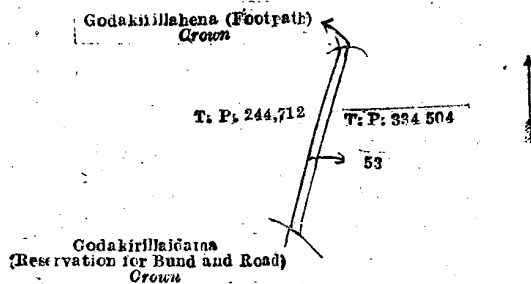 Godakirillahena (Footpath)
Crown
T: P: 244,712
T: P: 334 504
53
Godakirillaidama
(Reservation for Bund and Road)
Crown